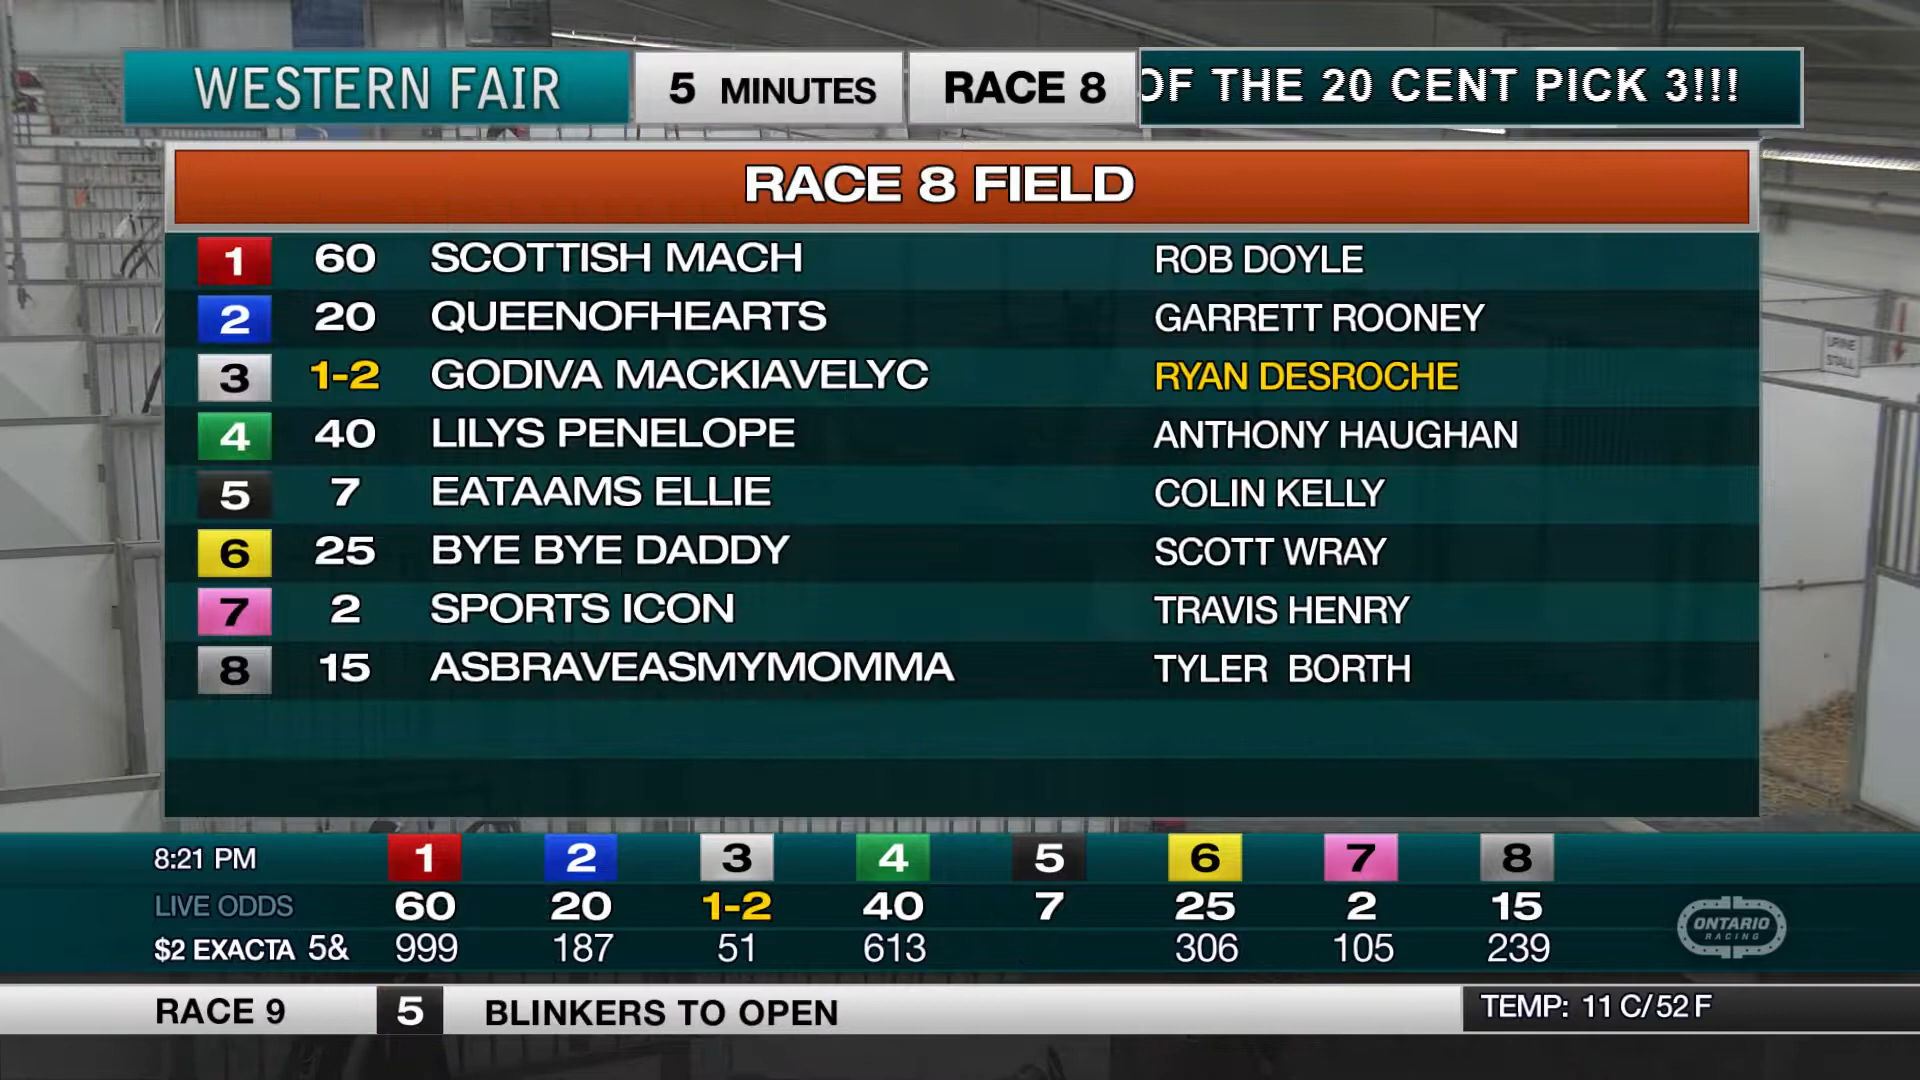 WESTERN FAIR 5 MINUTES RACE 8 OF THE 20 CENT PICK 3!!!
RACE 8 FIELD
1 60 SCOTTISH MACH ROB DOYLE
2 20 QUEENOFHEARTS GARRETT ROONEY
3 1-2 GODIVA MACKIAVELYC RYAN DESROCHE
4 40 LILYS PENELOPE ANTHONY HAUGHAN
5 7 EATAAMS ELLIE COLIN KELLY
6 25 BYE BYE DADDY SCOTT WRAY
7 2 SPORTS ICON TRAVIS HENRY
8 15 ASBRAVEASMYMOMMA TYLER BORTH
URINE
STALL
8:21 PM 1 2 3 4 5 6 7 8
LIVE ODDS 60 20 1-2 40 7 25 2 15
$2 EXACTA 5& 999 187 51 613 306 105 239
ONTARIO
RACING
RACE 9 5 BLINKERS TO OPEN TEMP: 11 C/52 F